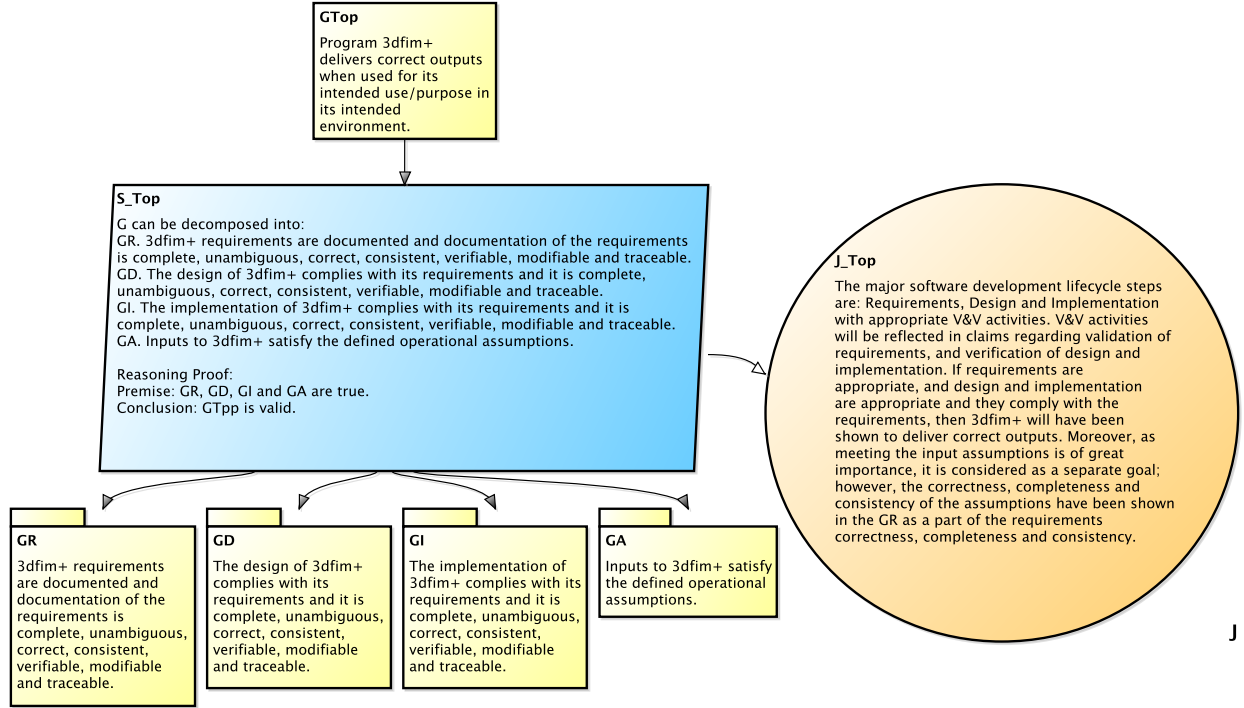 GTop
Program 3dfim+
delivers correct outputs
when used for its
intended use/purpose in
its intended
environment.
S_Top
G can be decomposed into:
GR. 3dfim+ requirements are documented and documentation of the requirements
is complete, unambiguous, correct, consistent, verifiable, modifiable and traceable.
GD. The design of 3dfim+ complies with its requirements and it is complete,
unambiguous, correct, consistent, verifiable, modifiable and traceable.
GI. The implementation of 3dfim+ complies with its requirements and it is
complete, unambiguous, correct, consistent, verifiable, modifiable and traceable.
GA. Inputs to 3dfim+ satisfy the defined operational assumptions.
Reasoning Proof:
Premise: GR, GD, GI and GA are true.
Conclusion: GTpp is valid.
J_Top
The major software development lifecycle steps
are: Requirements, Design and Implementation
with appropriate V&V activities. V&V activities
will be reflected in claims regarding validation of
requirements, and verification of design and
implementation. If requirements are
appropriate, and design and implementation
are appropriate and they comply with the
requirements, then 3dfim+ will have been
shown to deliver correct outputs. Moreover, as
meeting the input assumptions is of great
importance, it is considered as a separate goal;
however, the correctness, completeness and
consistency of the assumptions have been shown
in the GR as a part of the requirements
correctness, completeness and consistency.
J
GR
3dfim+ requirements
are documented and
documentation of the
requirements is
complete, unambiguous,
correct, consistent,
verifiable, modifiable
and traceable.
GD
The design of 3dfim+
complies with its
requirements and it is
complete, unambiguous,
correct, consistent,
verifiable, modifiable
and traceable.
GI
The implementation of
3dfim+ complies with its
requirements and it is
complete, unambiguous,
correct, consistent,
verifiable, modifiable
and traceable.
GA
Inputs to 3dfim+ satisfy
the defined operational
assumptions.